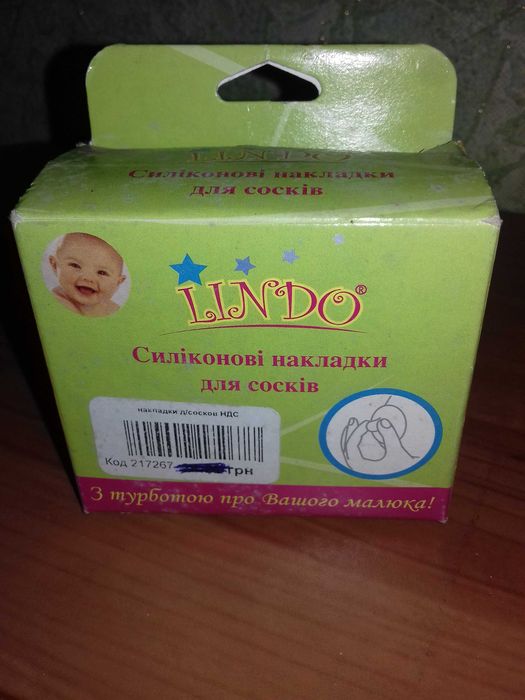 LINDO
Силіконові накладки
для сосків
LINDO®
Силіконові накладки
для сосків
накладки д/сосков НДС
Код 217267
грн
З турботою про Вашого малюка!